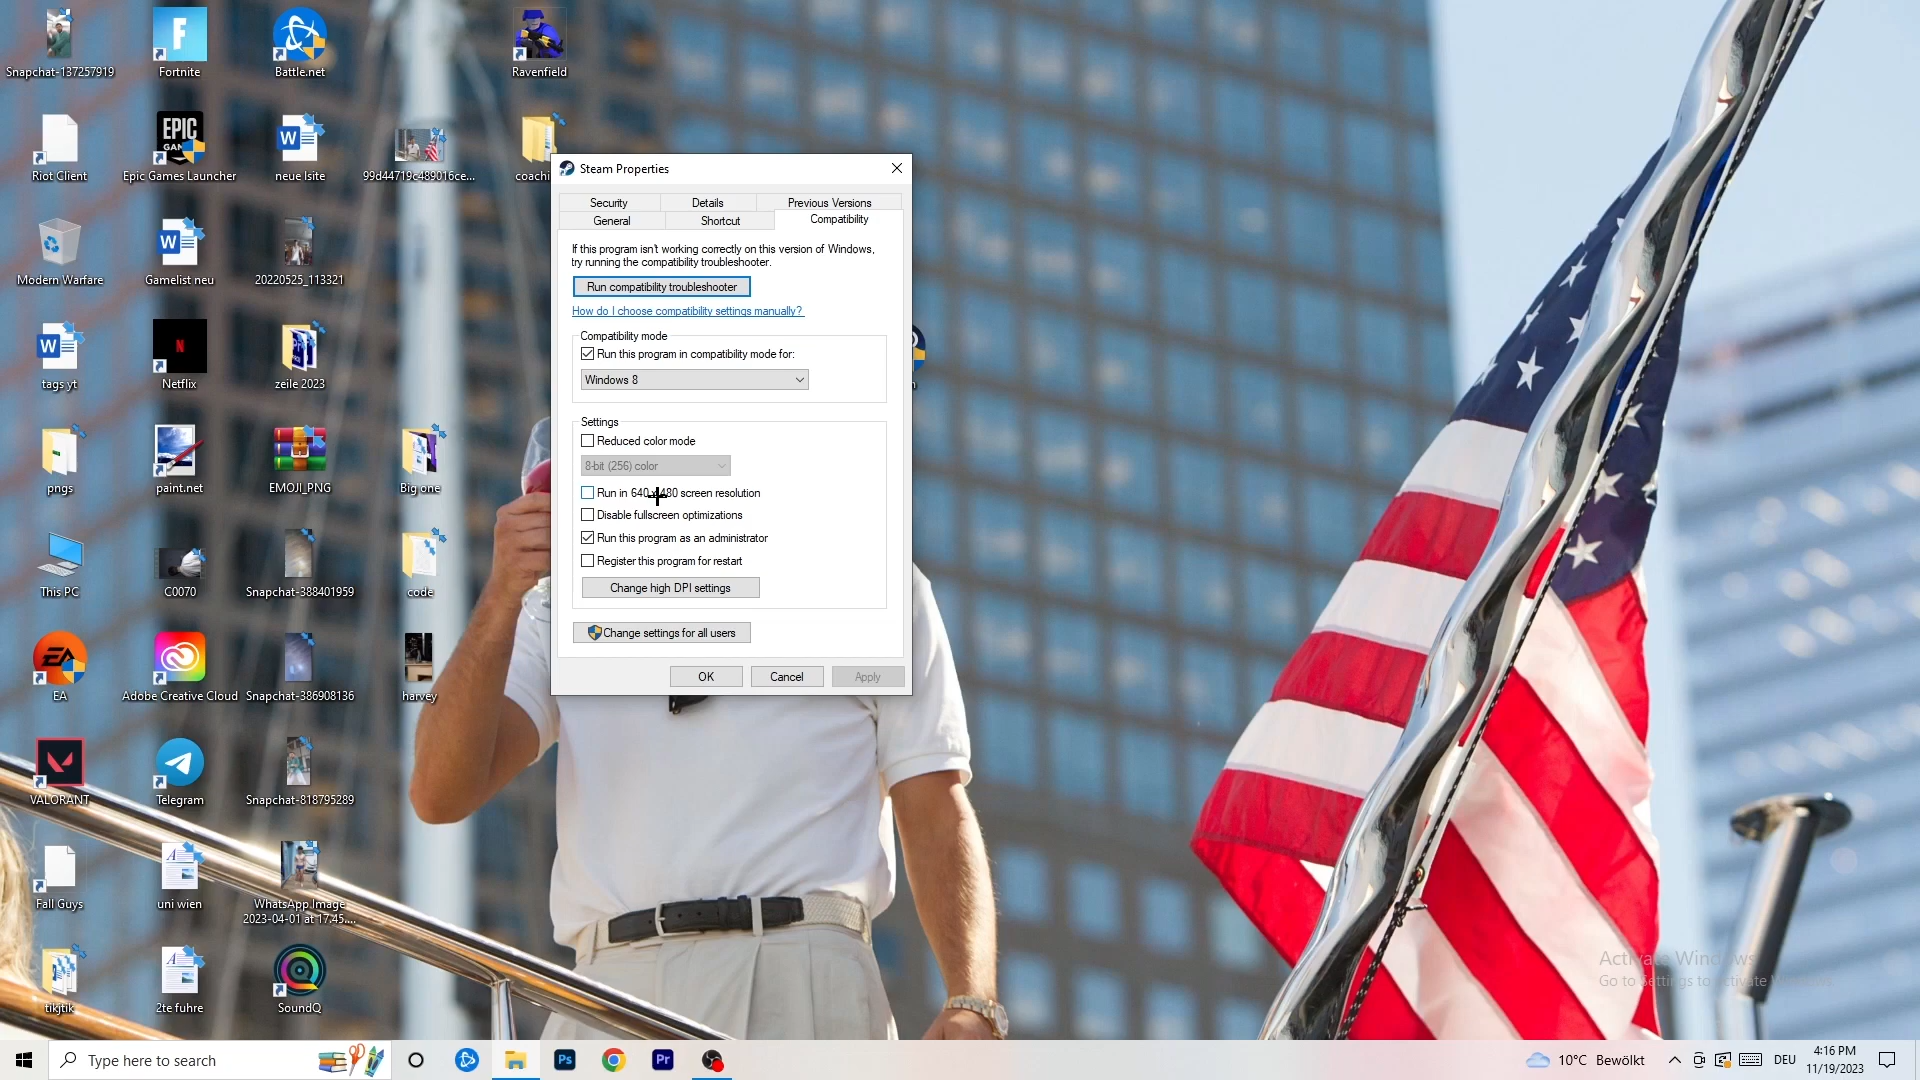 Snapchat-137257919
Fortnite
Battle.net
Ravenfield
Riot Client
EPIC
Epic Games Launcher
neue lsite
99d44719c489016ce...
Modern Warfare
Gamelist neu
20220525_113321
tags yt
Netflix
zeile 2023
pngs
paint.net
EMOJI_PNG
Big one
This PC
C0070
Snapchat-388401959
code
EA
Adobe Creative Cloud
Snapchat-386908136
harvey
VALORANT
Telegram
Snapchat-818795289
Fall Guys
uni wien
WhatsApp Image
2023-04-01 at 17.45....
tiktjk
2te fuhre
SoundQ
Steam Properties
Security
Details
Previous Versions
General
Shortcut
Compatibility
If this program isn't working correctly on this version of Windows,
try running the compatibility troubleshooter.
Run compatibility troubleshooter
How do I choose compatibility settings manually?
Compatibility mode
Run this program in compatibility mode for:
Windows 8
Settings
Reduced color mode
8-bit (256) color
Run in 640 x 480 screen resolution
Disable fullscreen optimizations
Run this program as an administrator
Register this program for restart
Change high DPI settings
Change settings for all users
OK
Cancel
Apply
Activate Windows
Go to Settings to activate
Type here to search
Ps
Pr
10°C Bewölkt
DEU
4:16 PM
11/19/2023